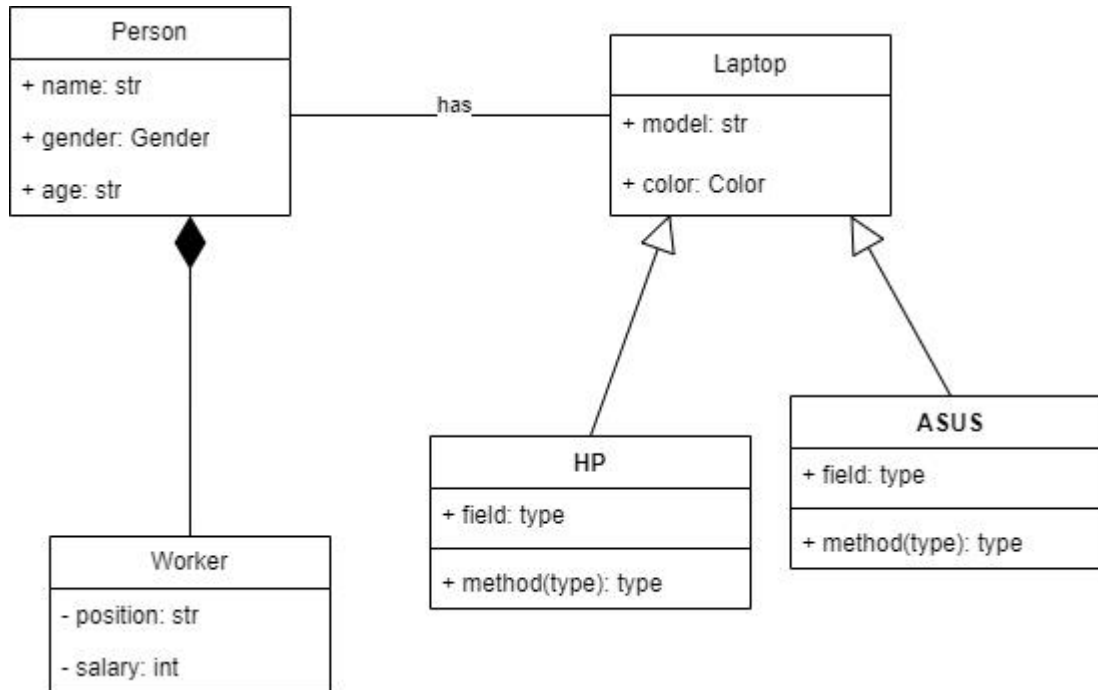 Person
+ name: str
+ gender: Gender
+ age: str
has
Laptop
+ model: str
+ color: Color
HP
+ field: type
+ method(type): type
ASUS
+ field: type
+ method(type): type
Worker
- position: str
- salary: int